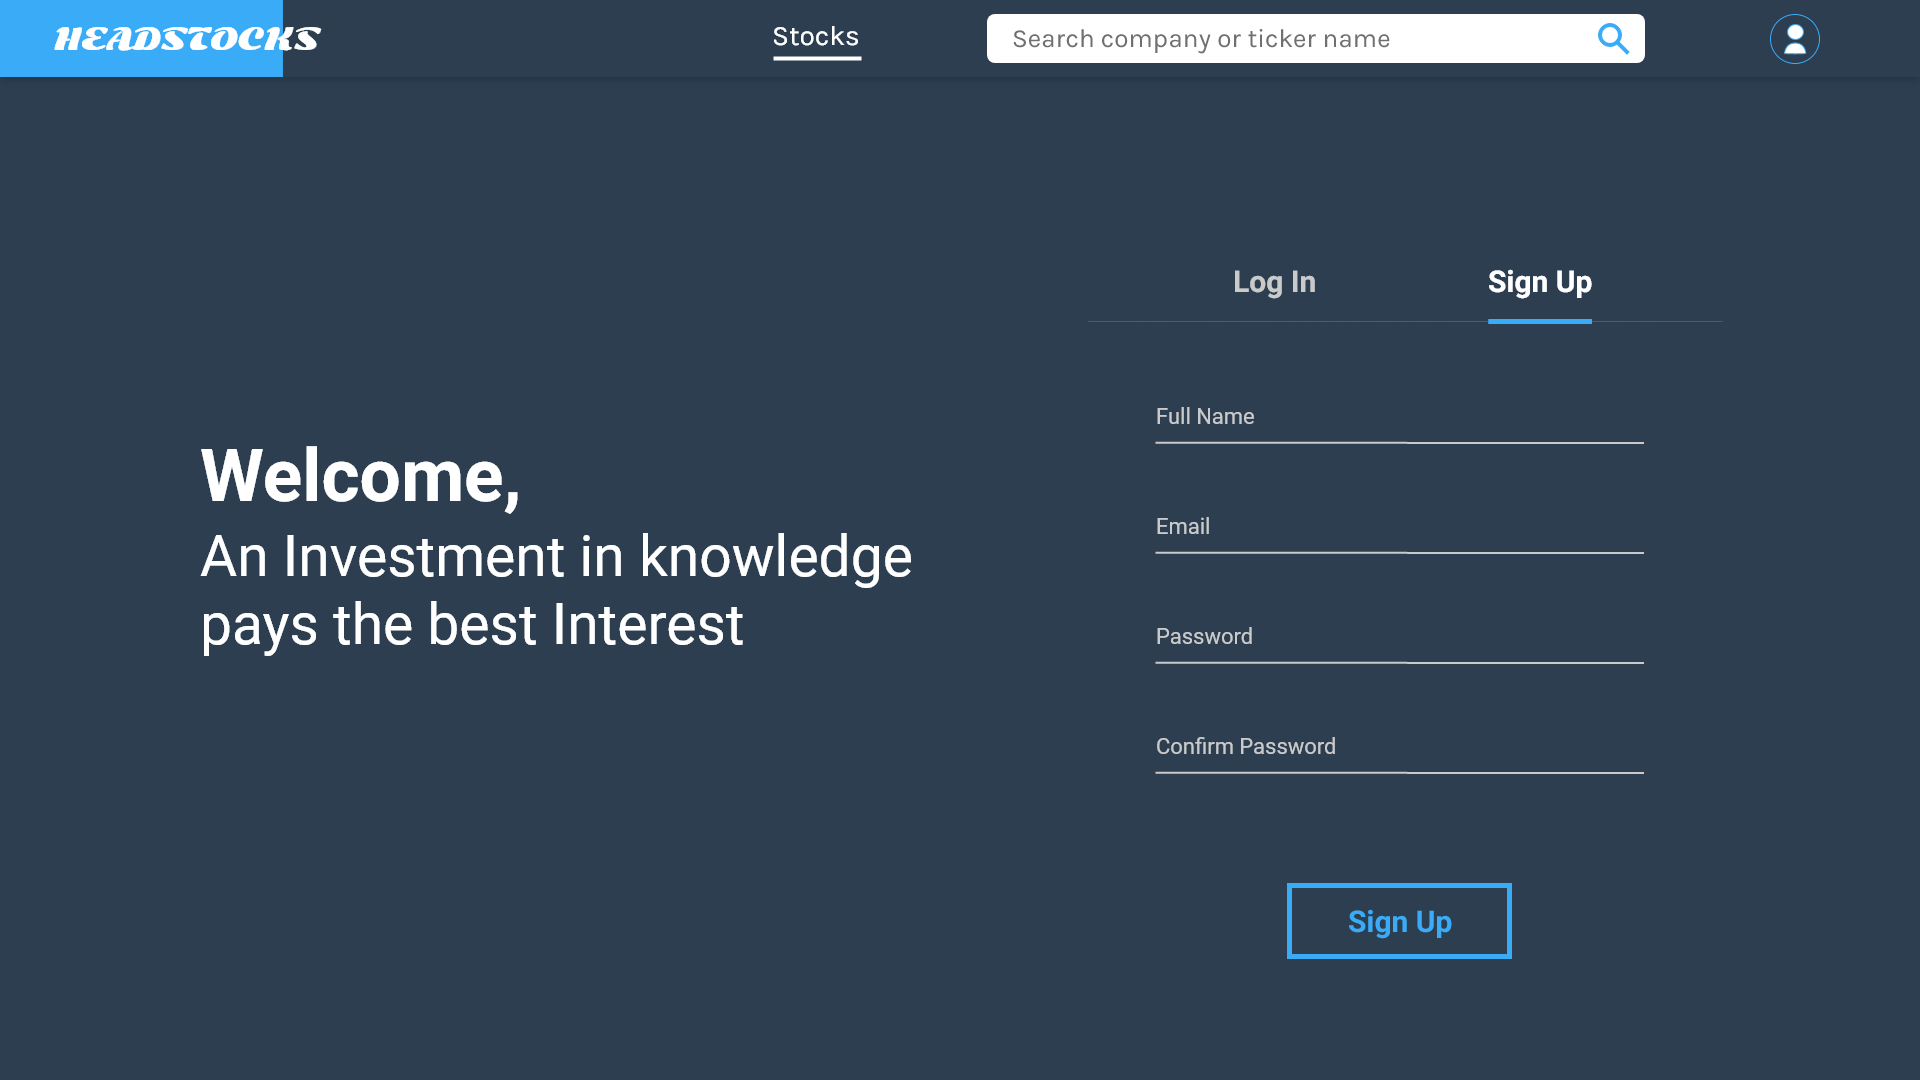 HEADSTOCKS
Stocks
Search company or ticker name
Log In
Sign Up
Welcome,
An Investment in knowledge
pays the best Interest
Full Name
Email
Password
Confirm Password
Sign Up